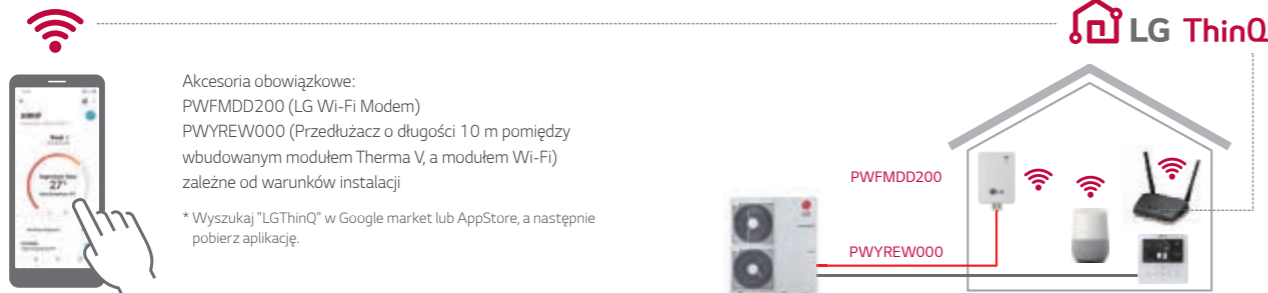 LG ThinQ
Akcesoria obowiązkowe:
PWFMDD200 (LG Wi-Fi Modem)
PWYREW000 (Przedłużacz o długości 10 m pomiędzy
wbudowanym modułem Therma V, a modułem Wi-Fi)
zależne od warunków instalacji
* Wyszukaj "LGThinQ" w Google market lub AppStore, a następnie
pobierz aplikację.
27°
PWFMDD200
PWYREW000